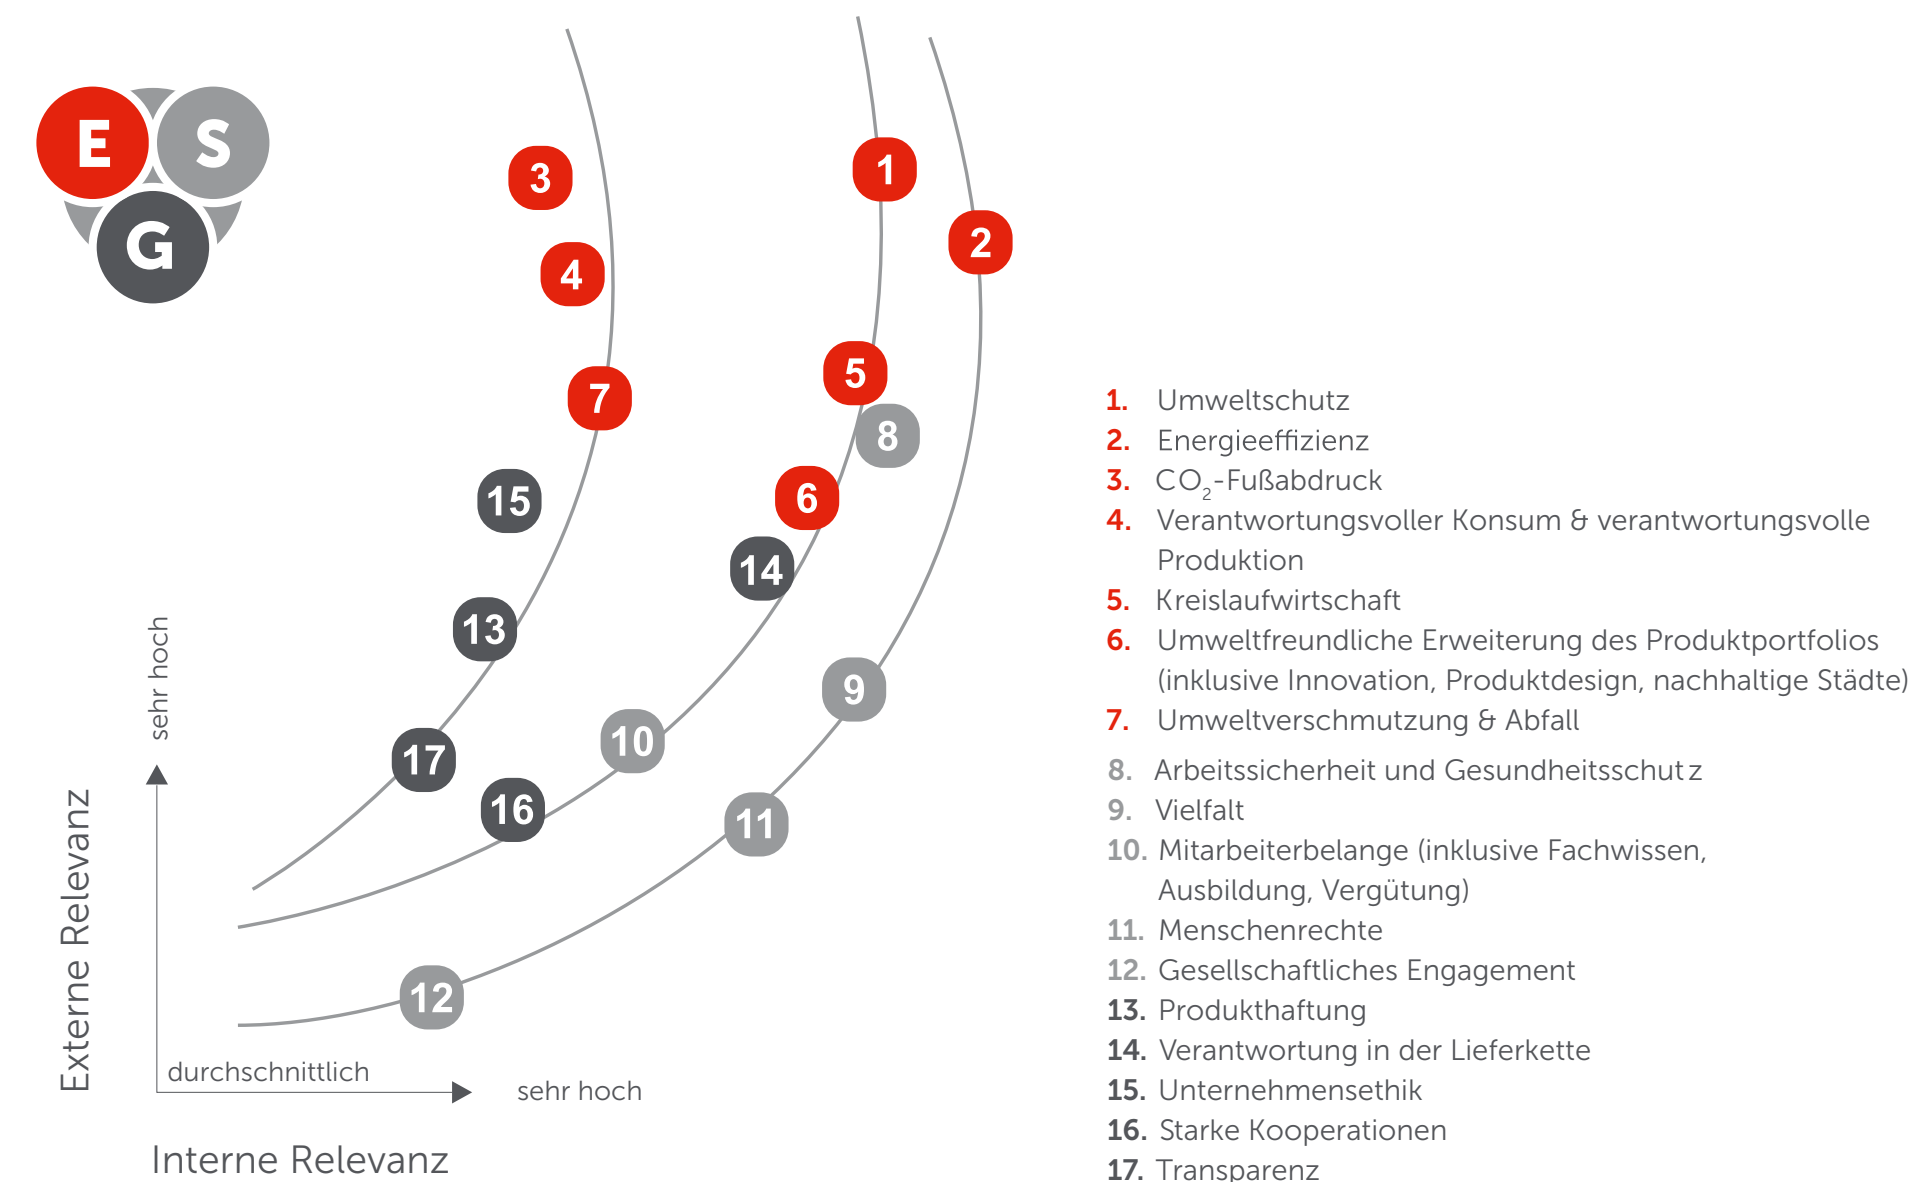 E S
G
3
1
2
4
5
7
8
6
15
14
13
9
10
17
16
11
12
sehr hoch
Externe Relevanz
durchschnittlich
sehr hoch
Interne Relevanz
1. Umweltschutz
2. Energieeffizienz
3. CO₂-Fußabdruck
4. Verantwortungsvoller Konsum & verantwortungsvolle
Produktion
5. Kreislaufwirtschaft
6. Umweltfreundliche Erweiterung des Produktportfolios
(inklusive Innovation, Produktdesign, nachhaltige Städte)
7. Umweltverschmutzung & Abfall
8. Arbeitssicherheit und Gesundheitsschutz
9. Vielfalt
10. Mitarbeiterbelange (inklusive Fachwissen,
Ausbildung, Vergütung)
11. Menschenrechte
12. Gesellschaftliches Engagement
13. Produkthaftung
14. Verantwortung in der Lieferkette
15. Unternehmensethik
16. Starke Kooperationen
17. Transparenz